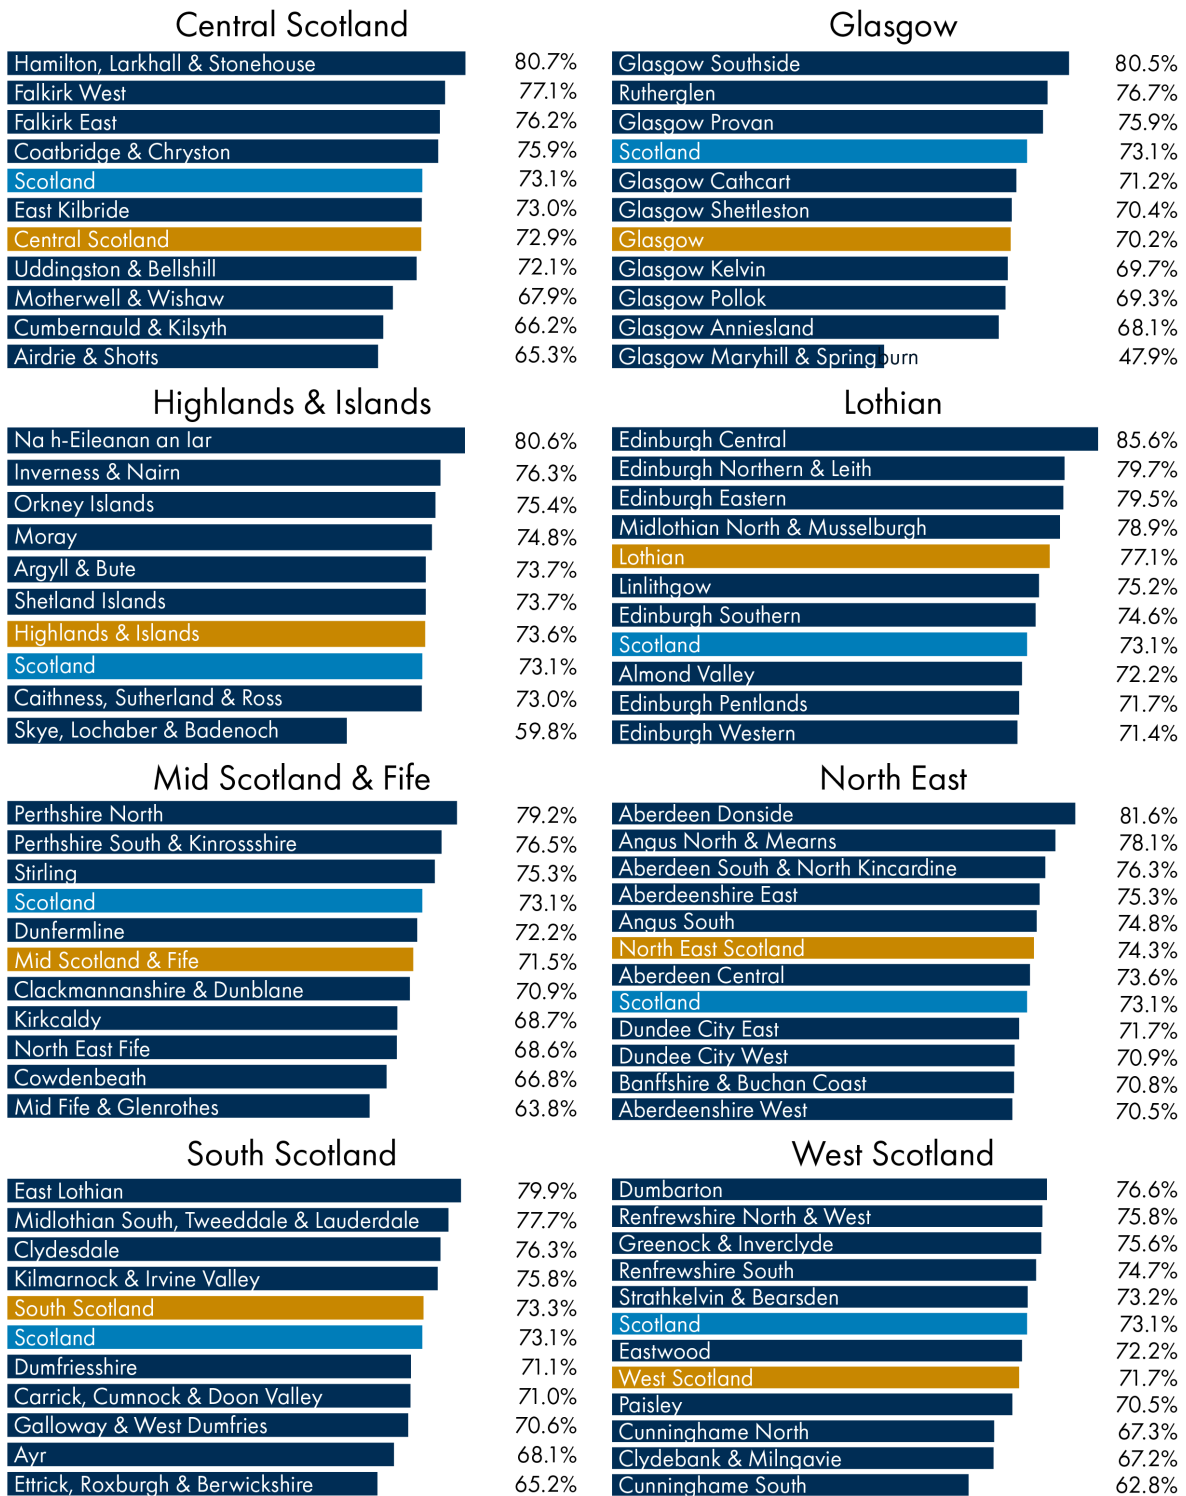 Central Scotland
Hamilton, Larkhall & Stonehouse 80.7%
Falkirk West 77.1%
Falkirk East 76.2%
Coatbridge & Chryston 75.9%
Scotland 73.1%
East Kilbride 73.0%
Central Scotland 72.9%
Uddingston & Bellshill 72.1%
Motherwell & Wishaw 67.9%
Cumbernauld & Kilsyth 66.2%
Airdrie & Shotts 65.3%
Glasgow
Glasgow Southside 80.5%
Rutherglen 76.7%
Glasgow Provan 75.9%
Scotland 73.1%
Glasgow Cathcart 71.2%
Glasgow Shettleston 70.4%
Glasgow 70.2%
Glasgow Kelvin 69.7%
Glasgow Pollok 69.3%
Glasgow Anniesland 68.1%
Glasgow Maryhill & Springburn 47.9%
Highlands & Islands
Na h-Eileanan an Iar 80.6%
Inverness & Nairn 76.3%
Orkney Islands 75.4%
Moray 74.8%
Argyll & Bute 73.7%
Shetland Islands 73.7%
Highlands & Islands 73.6%
Scotland 73.1%
Caithness, Sutherland & Ross 73.0%
Skye, Lochaber & Badenoch 59.8%
Lothian
Edinburgh Central 85.6%
Edinburgh Northern & Leith 79.7%
Edinburgh Eastern 79.5%
Midlothian North & Musselburgh 78.9%
Lothian 77.1%
Linlithgow 75.2%
Edinburgh Southern 74.6%
Scotland 73.1%
Almond Valley 72.2%
Edinburgh Pentlands 71.7%
Edinburgh Western 71.4%
Mid Scotland & Fife
Perthshire North 79.2%
Perthshire South & Kinrossshire 76.5%
Stirling 75.3%
Scotland 73.1%
Dunfermline 72.2%
Mid Scotland & Fife 71.5%
Clackmannanshire & Dunblane 70.9%
Kirkcaldy 68.7%
North East Fife 68.6%
Cowdenbeath 66.8%
Mid Fife & Glenrothes 63.8%
North East
Aberdeen Donside 81.6%
Angus North & Mearns 78.1%
Aberdeen South & North Kincardine 76.3%
Aberdeenshire East 75.3%
Angus South 74.8%
North East Scotland 74.3%
Aberdeen Central 73.6%
Scotland 73.1%
Dundee City East 71.7%
Dundee City West 70.9%
Banffshire & Buchan Coast 70.8%
Aberdeenshire West 70.5%
South Scotland
East Lothian 79.9%
Midlothian South, Tweeddale & Lauderdale 77.7%
Clydesdale 76.3%
Kilmarnock & Irvine Valley 75.8%
South Scotland 73.3%
Scotland 73.1%
Dumfriesshire 71.1%
Carrick, Cumnock & Doon Valley 71.0%
Galloway & West Dumfries 70.6%
Ayr 68.1%
Ettrick, Roxburgh & Berwickshire 65.2%
West Scotland
Dumbarton 76.6%
Renfrewshire North & West 75.8%
Greenock & Inverclyde 75.6%
Renfrewshire South 74.7%
Strathkelvin & Bearsden 73.2%
Scotland 73.1%
Eastwood 72.2%
West Scotland 71.7%
Paisley 70.5%
Cunninghame North 67.3%
Clydebank & Milngavie 67.2%
Cunninghame South 62.8%